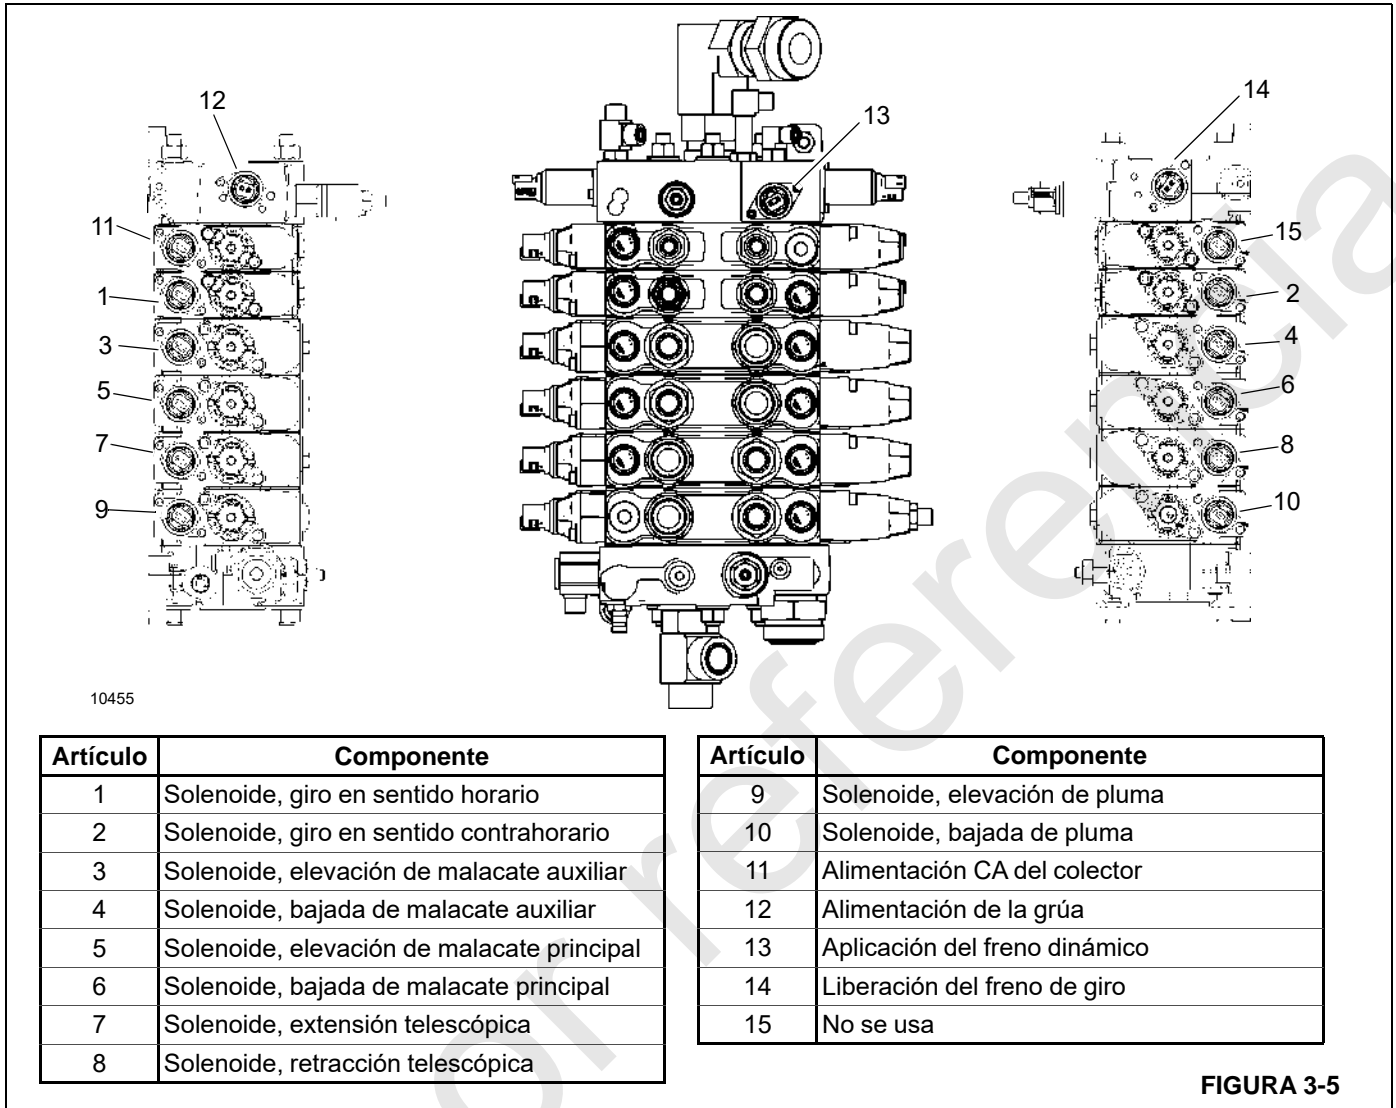 12
13
14
11
15
1
2
3
4
5
6
7
8
9
10
10455
Artículo Componente
1 Solenoide, giro en sentido horario
2 Solenoide, giro en sentido contrahorario
3 Solenoide, elevación de malacate auxiliar
4 Solenoide, bajada de malacate auxiliar
5 Solenoide, elevación de malacate principal
6 Solenoide, bajada de malacate principal
7 Solenoide, extensión telescópica
8 Solenoide, retracción telescópica
Artículo Componente
9 Solenoide, elevación de pluma
10 Solenoide, bajada de pluma
11 Alimentación CA del colector
12 Alimentación de la grúa
13 Aplicación del freno dinámico
14 Liberación del freno de giro
15 No se usa
FIGURA 3-5
or referencia